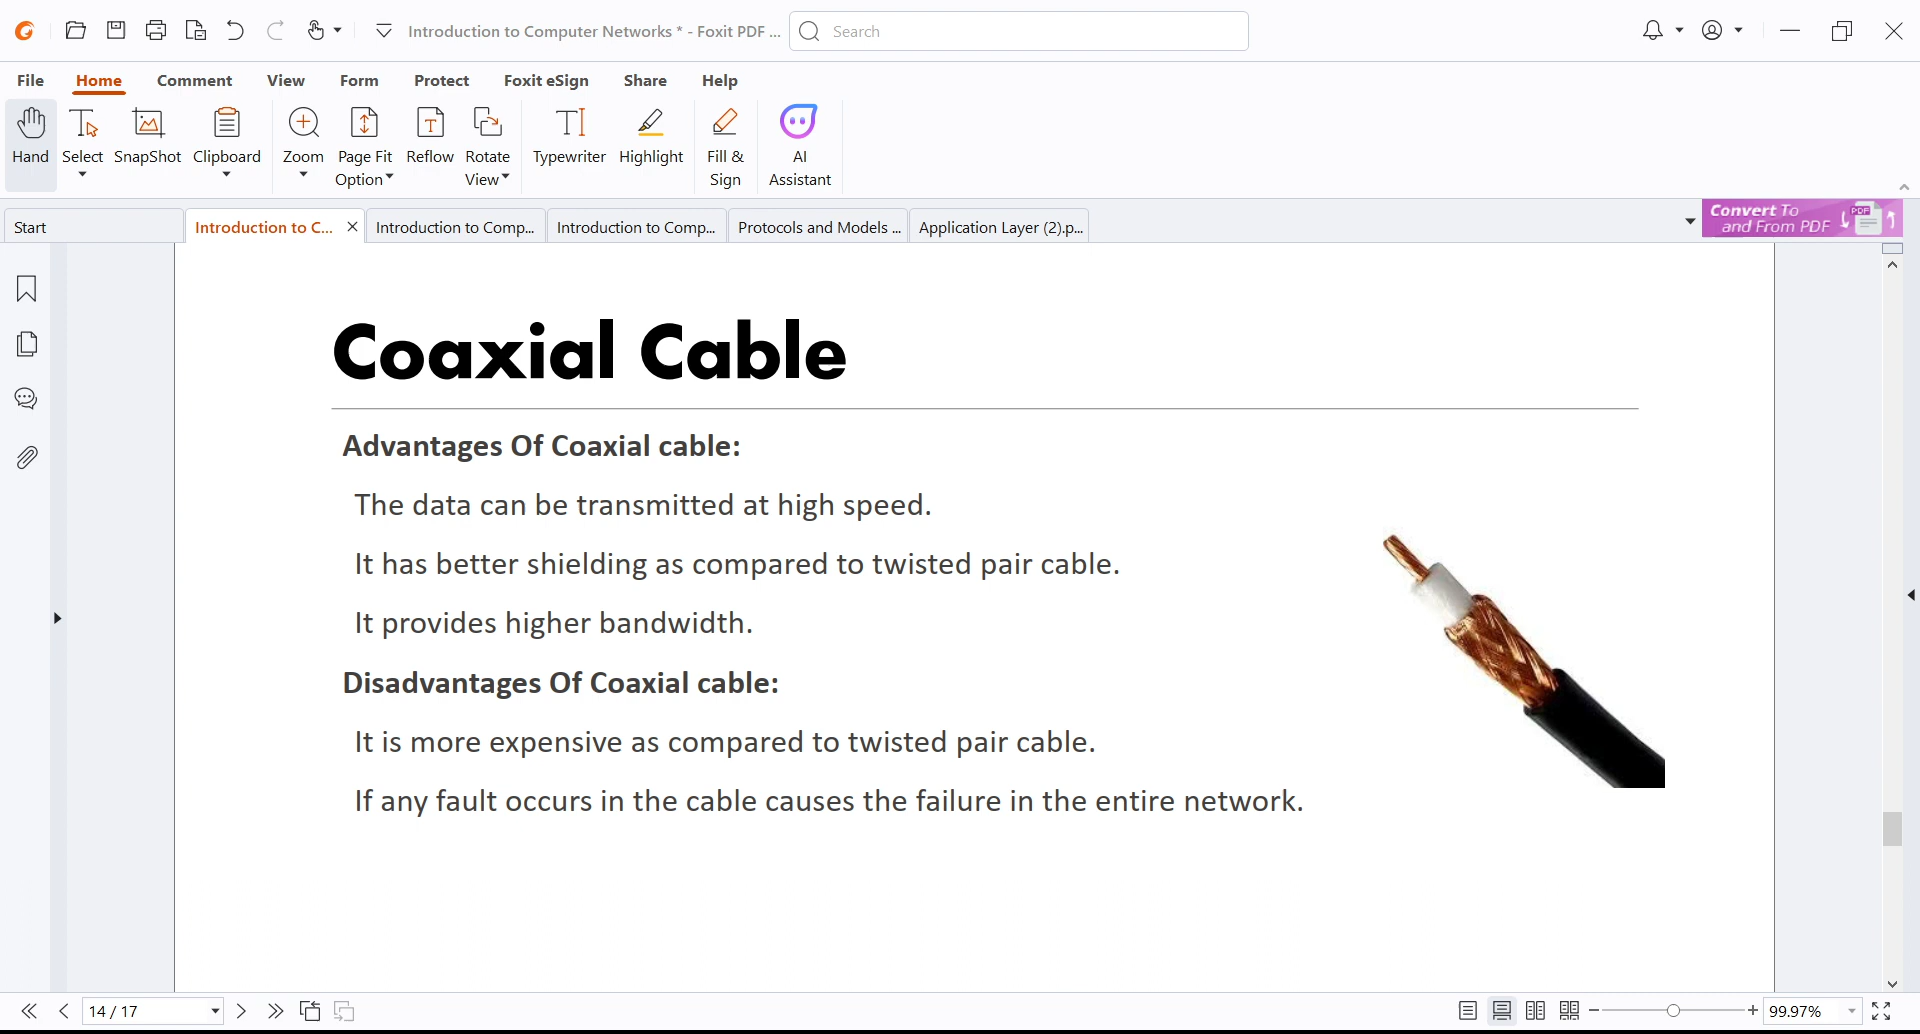 Introduction to Computer Networks * - Foxit PDF ...
Search
File Home Comment View Form Protect Foxit eSign Share Help
Hand
Select
SnapShot
Clipboard
Zoom
Page Fit
Option
Reflow
Rotate
View
Typewriter
Highlight
Fill &
Sign
AI
Assistant
Start
Introduction to C...
Introduction to Comp...
Introduction to Comp...
Protocols and Models ...
Application Layer (2).p...
Convert To
and From PDF
PDF
Coaxial Cable
Advantages Of Coaxial cable:
The data can be transmitted at high speed.
It has better shielding as compared to twisted pair cable.
It provides higher bandwidth.
Disadvantages Of Coaxial cable:
It is more expensive as compared to twisted pair cable.
If any fault occurs in the cable causes the failure in the entire network.
14 / 17
99.97%